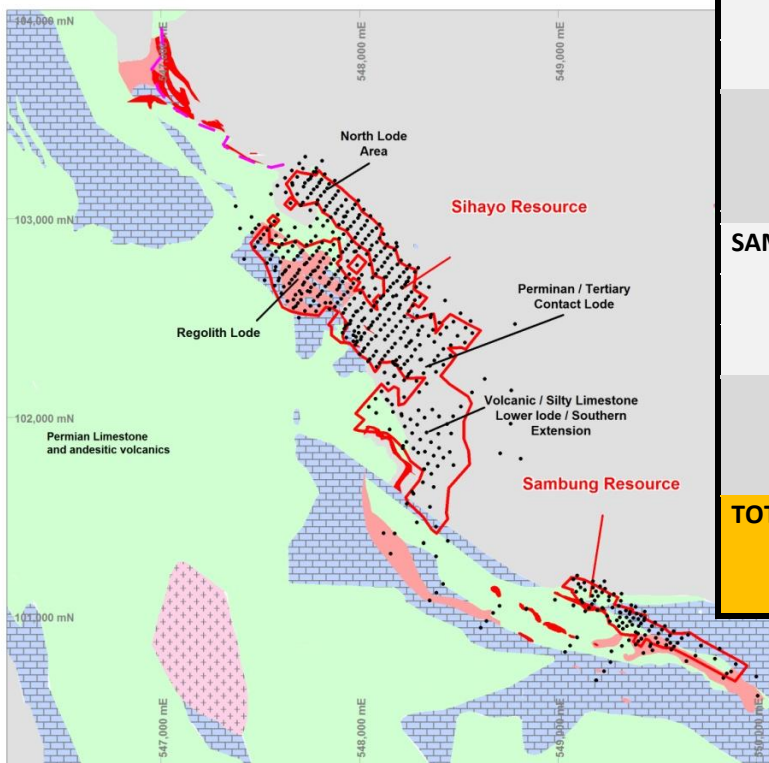 104,000 mN
548,000 mE
549,000 mE
North Lode
Area
103,000 mN
Sihayo Resource
SAM
Perminan / Tertiary
Contact Lode
Regolith Lode
Volcanic / Silty Limestone
Lower lode / Southern
Extension
102,000 mN
Permian Limestone
and andesitic volcanics
Sambung Resource
TOT
101,000 mN
547,000 mE
548,000 mE
549,000 mE
550,000 mE